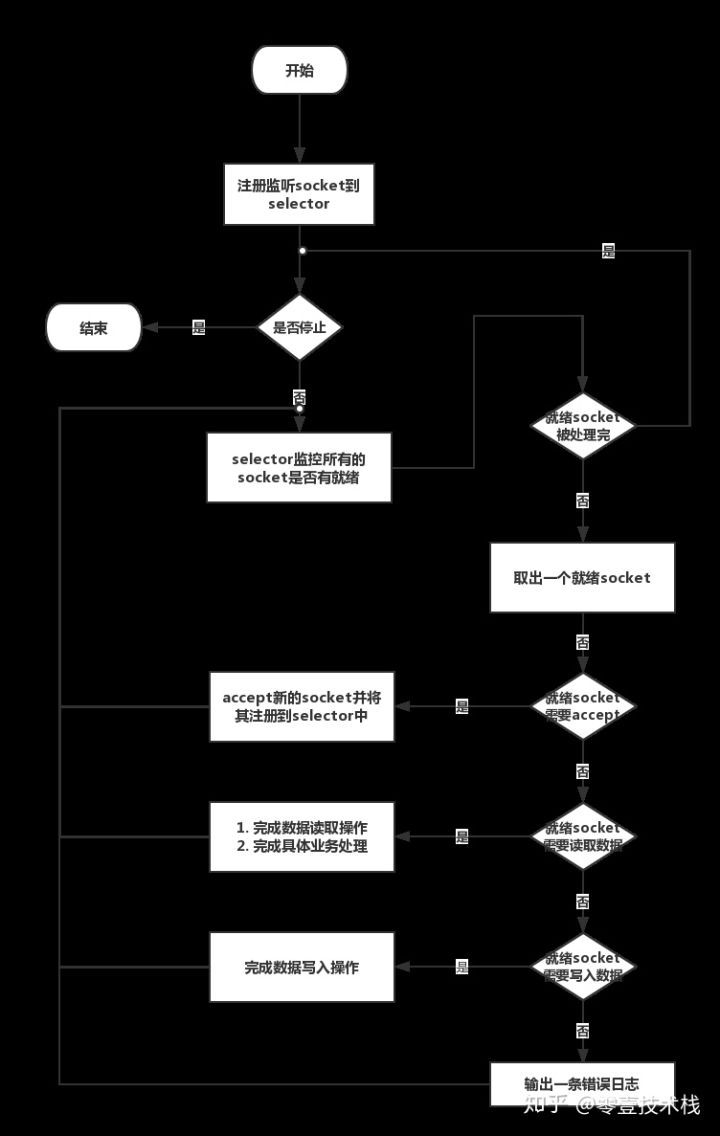 开始
注册监听socket到
selector
是
结束
是
是否停止
否
就绪socket
被处理完
selector监控所有的
socket是否有就绪
否
取出一个就绪socket
否
accept新的socket并将
其注册到selector中
是
就绪socket
需要accept
否
1. 完成数据读取操作
2. 完成具体业务处理
是
就绪socket
需要读取数据
否
完成数据写入操作
是
就绪socket
需要写入数据
否
输出一条错误日志
知乎 @零壹技术栈